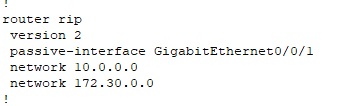 !
router rip
 version 2
 passive-interface GigabitEthernet0/0/1
 network 10.0.0.0
 network 172.30.0.0
!